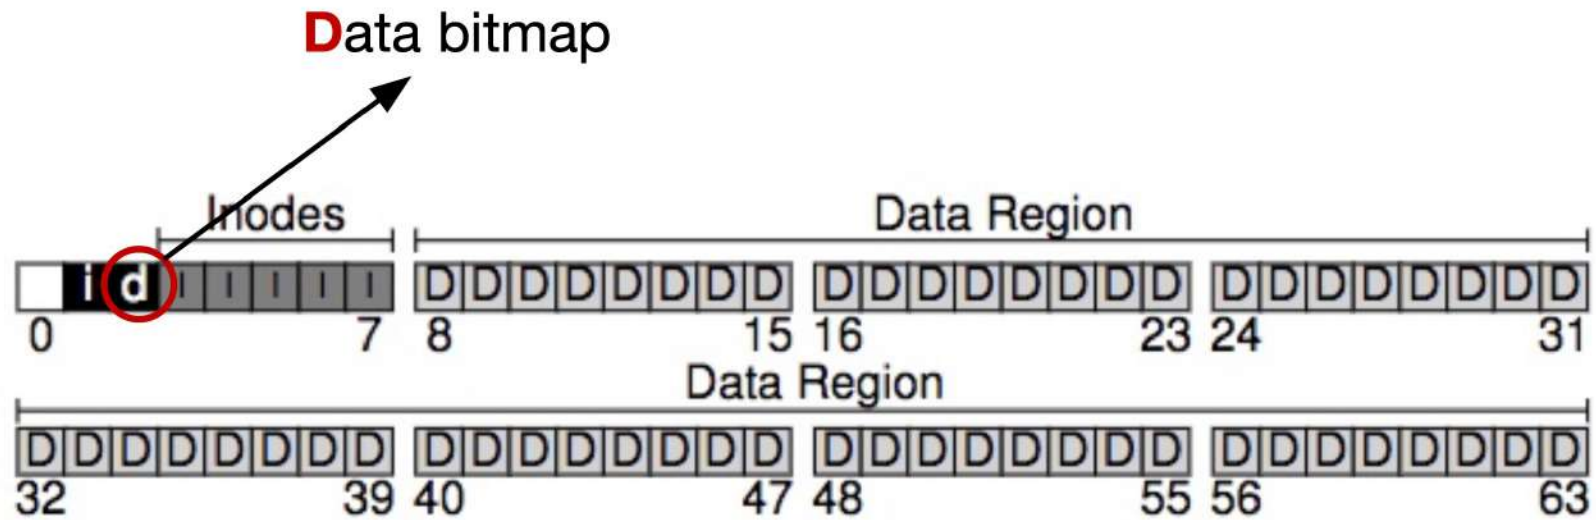 Data bitmap
Inodes Data Region
i d I I I I I D D D D D D D D D D D D D D D D D D D D D D D D
0 7 8 15 16 23 24 31
Data Region
D D D D D D D D D D D D D D D D D D D D D D D D D D D D D D D D
32 39 40 47 48 55 56 63